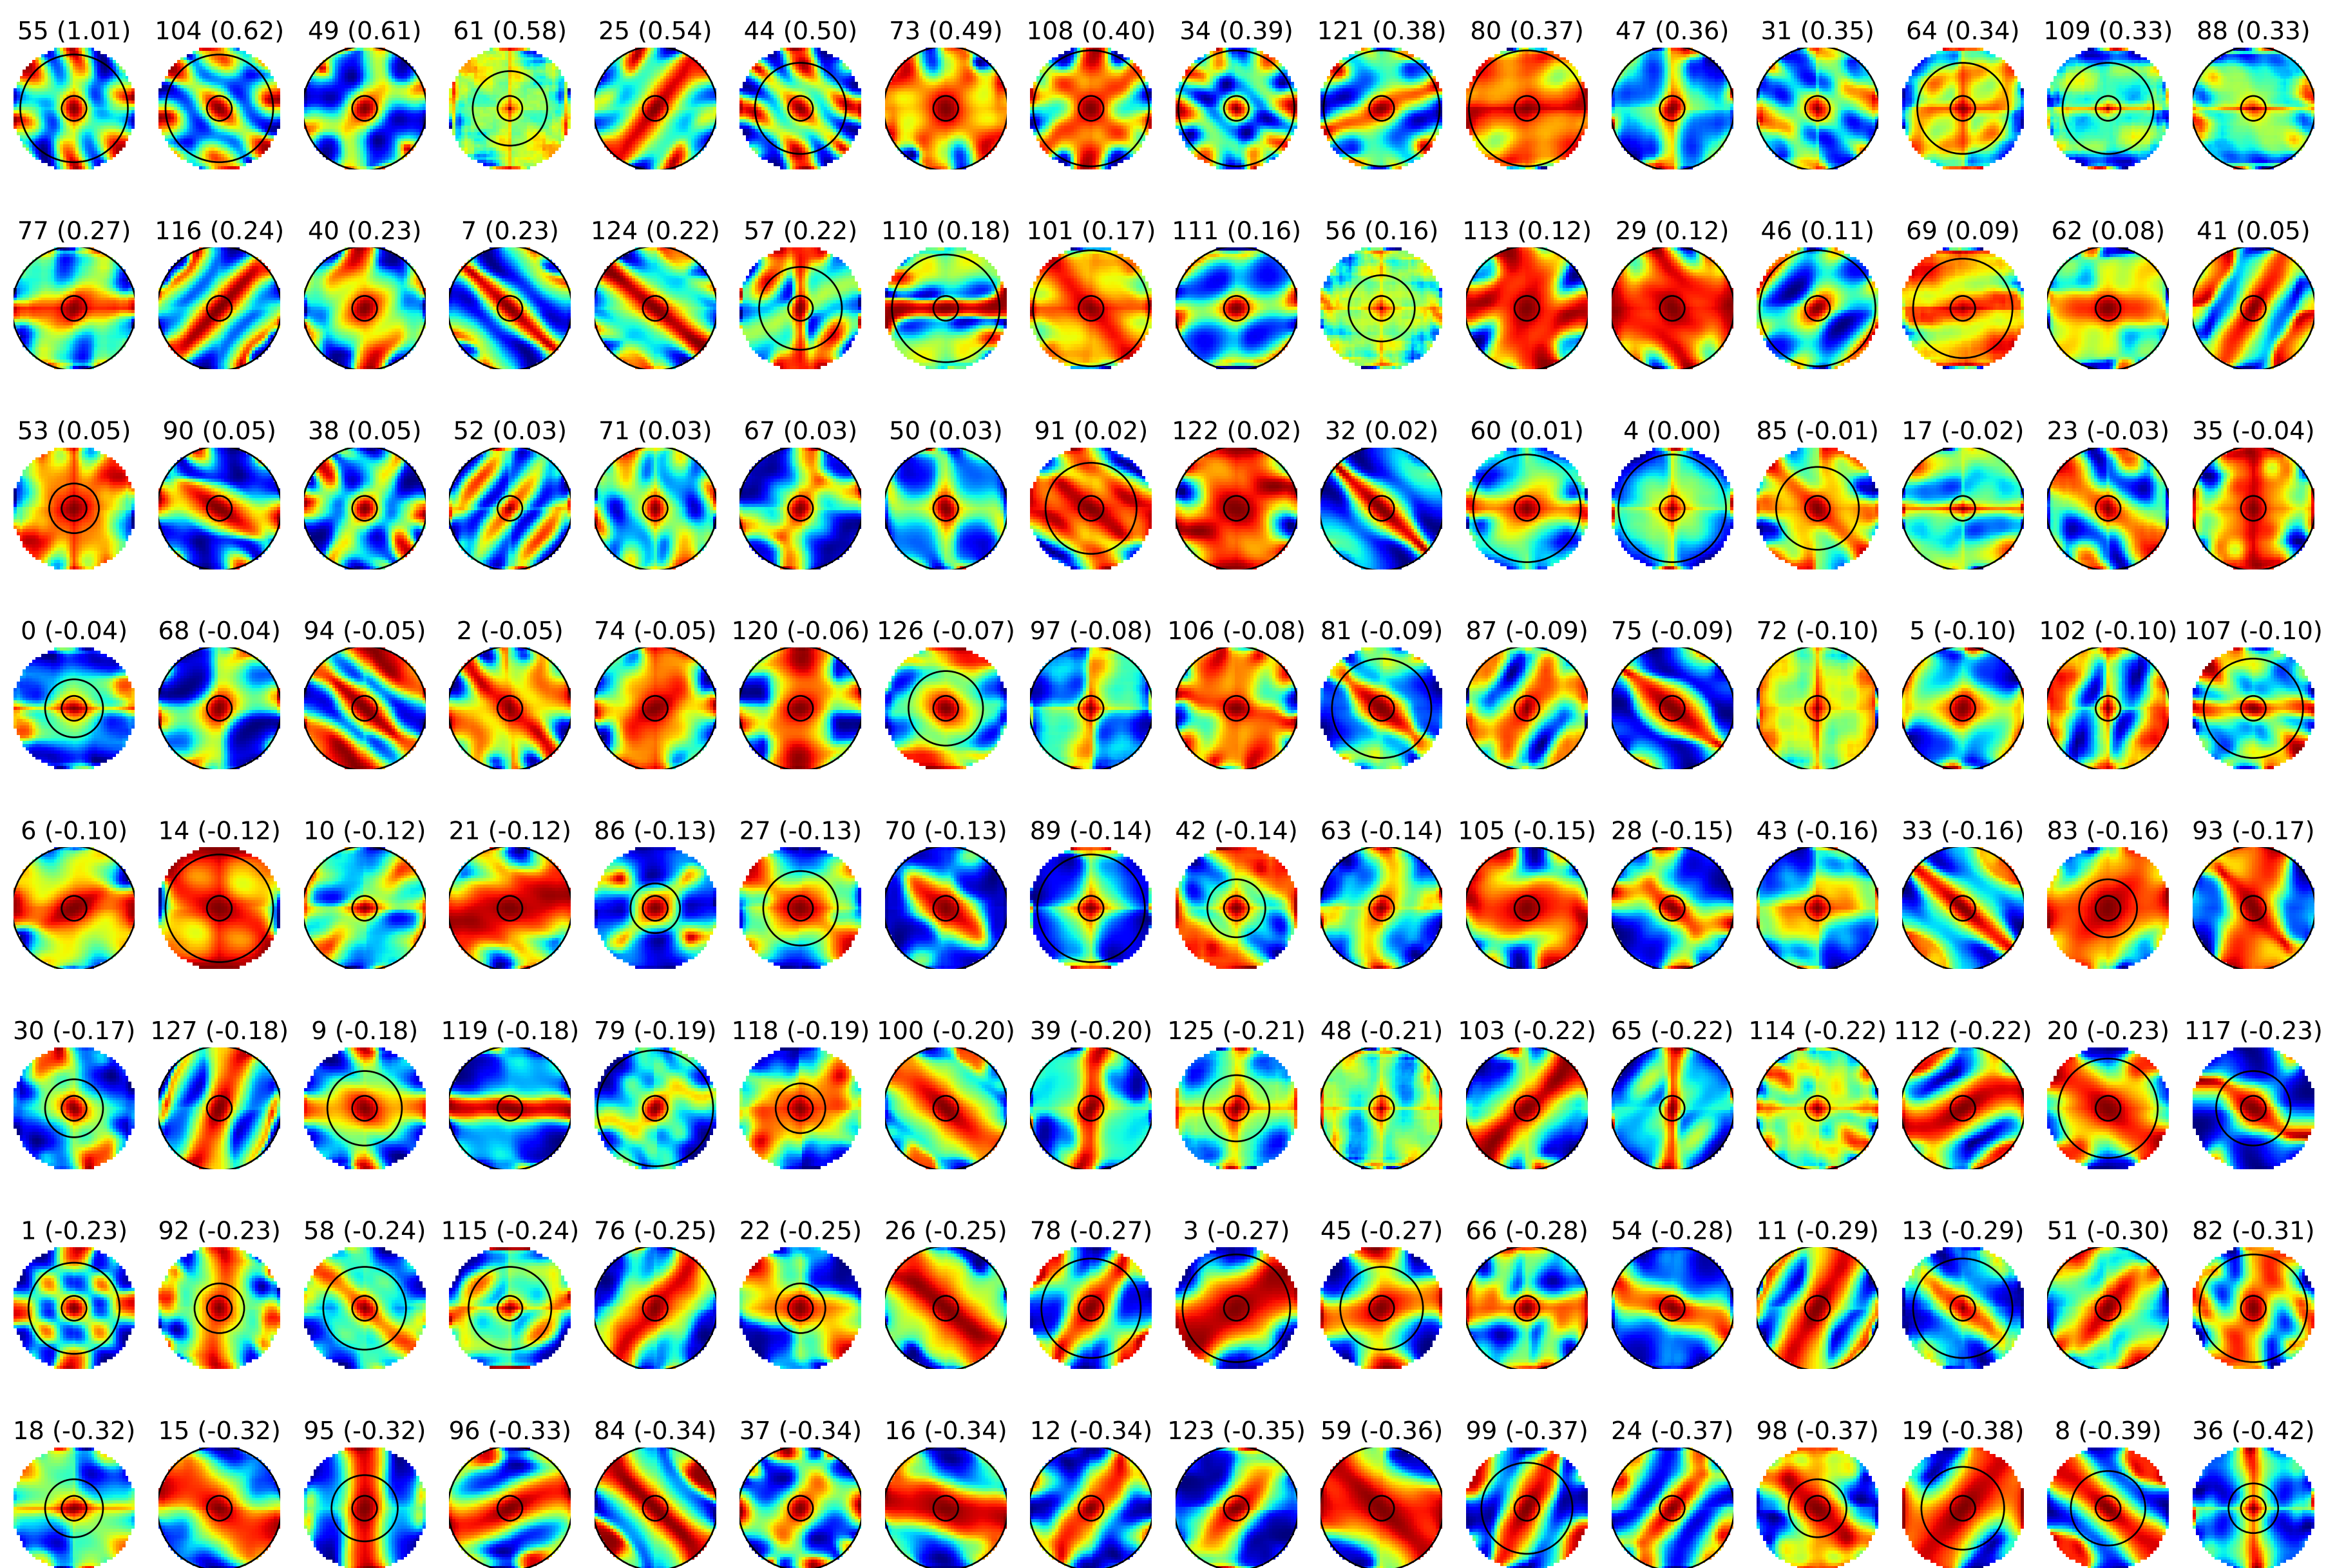 55 (1.01) 104 (0.62) 49 (0.61) 61 (0.58) 25 (0.54) 44 (0.50) 73 (0.49) 108 (0.40) 34 (0.39) 121 (0.38) 80 (0.37) 47 (0.36) 31 (0.35) 64 (0.34) 109 (0.33) 88 (0.33)
77 (0.27) 116 (0.24) 40 (0.23) 7 (0.23) 124 (0.22) 57 (0.22) 110 (0.18) 101 (0.17) 111 (0.16) 56 (0.16) 113 (0.12) 29 (0.12) 46 (0.11) 69 (0.09) 62 (0.08) 41 (0.05)
53 (0.05) 90 (0.05) 38 (0.05) 52 (0.03) 71 (0.03) 67 (0.03) 50 (0.03) 91 (0.02) 122 (0.02) 32 (0.02) 60 (0.01) 4 (0.00) 85 (-0.01) 17 (-0.02) 23 (-0.03) 35 (-0.04)
0 (-0.04) 68 (-0.04) 94 (-0.05) 2 (-0.05) 74 (-0.05) 120 (-0.06) 126 (-0.07) 97 (-0.08) 106 (-0.08) 81 (-0.09) 87 (-0.09) 75 (-0.09) 72 (-0.10) 5 (-0.10) 102 (-0.10) 107 (-0.10)
6 (-0.10) 14 (-0.12) 10 (-0.12) 21 (-0.12) 86 (-0.13) 27 (-0.13) 70 (-0.13) 89 (-0.14) 42 (-0.14) 63 (-0.14) 105 (-0.15) 28 (-0.15) 43 (-0.16) 33 (-0.16) 83 (-0.16) 93 (-0.17)
30 (-0.17) 127 (-0.18) 9 (-0.18) 119 (-0.18) 79 (-0.19) 118 (-0.19) 100 (-0.20) 39 (-0.20) 125 (-0.21) 48 (-0.21) 103 (-0.22) 65 (-0.22) 114 (-0.22) 112 (-0.22) 20 (-0.23) 117 (-0.23)
1 (-0.23) 92 (-0.23) 58 (-0.24) 115 (-0.24) 76 (-0.25) 22 (-0.25) 26 (-0.25) 78 (-0.27) 3 (-0.27) 45 (-0.27) 66 (-0.28) 54 (-0.28) 11 (-0.29) 13 (-0.29) 51 (-0.30) 82 (-0.31)
18 (-0.32) 15 (-0.32) 95 (-0.32) 96 (-0.33) 84 (-0.34) 37 (-0.34) 16 (-0.34) 12 (-0.34) 123 (-0.35) 59 (-0.36) 99 (-0.37) 24 (-0.37) 98 (-0.37) 19 (-0.38) 8 (-0.39) 36 (-0.42)